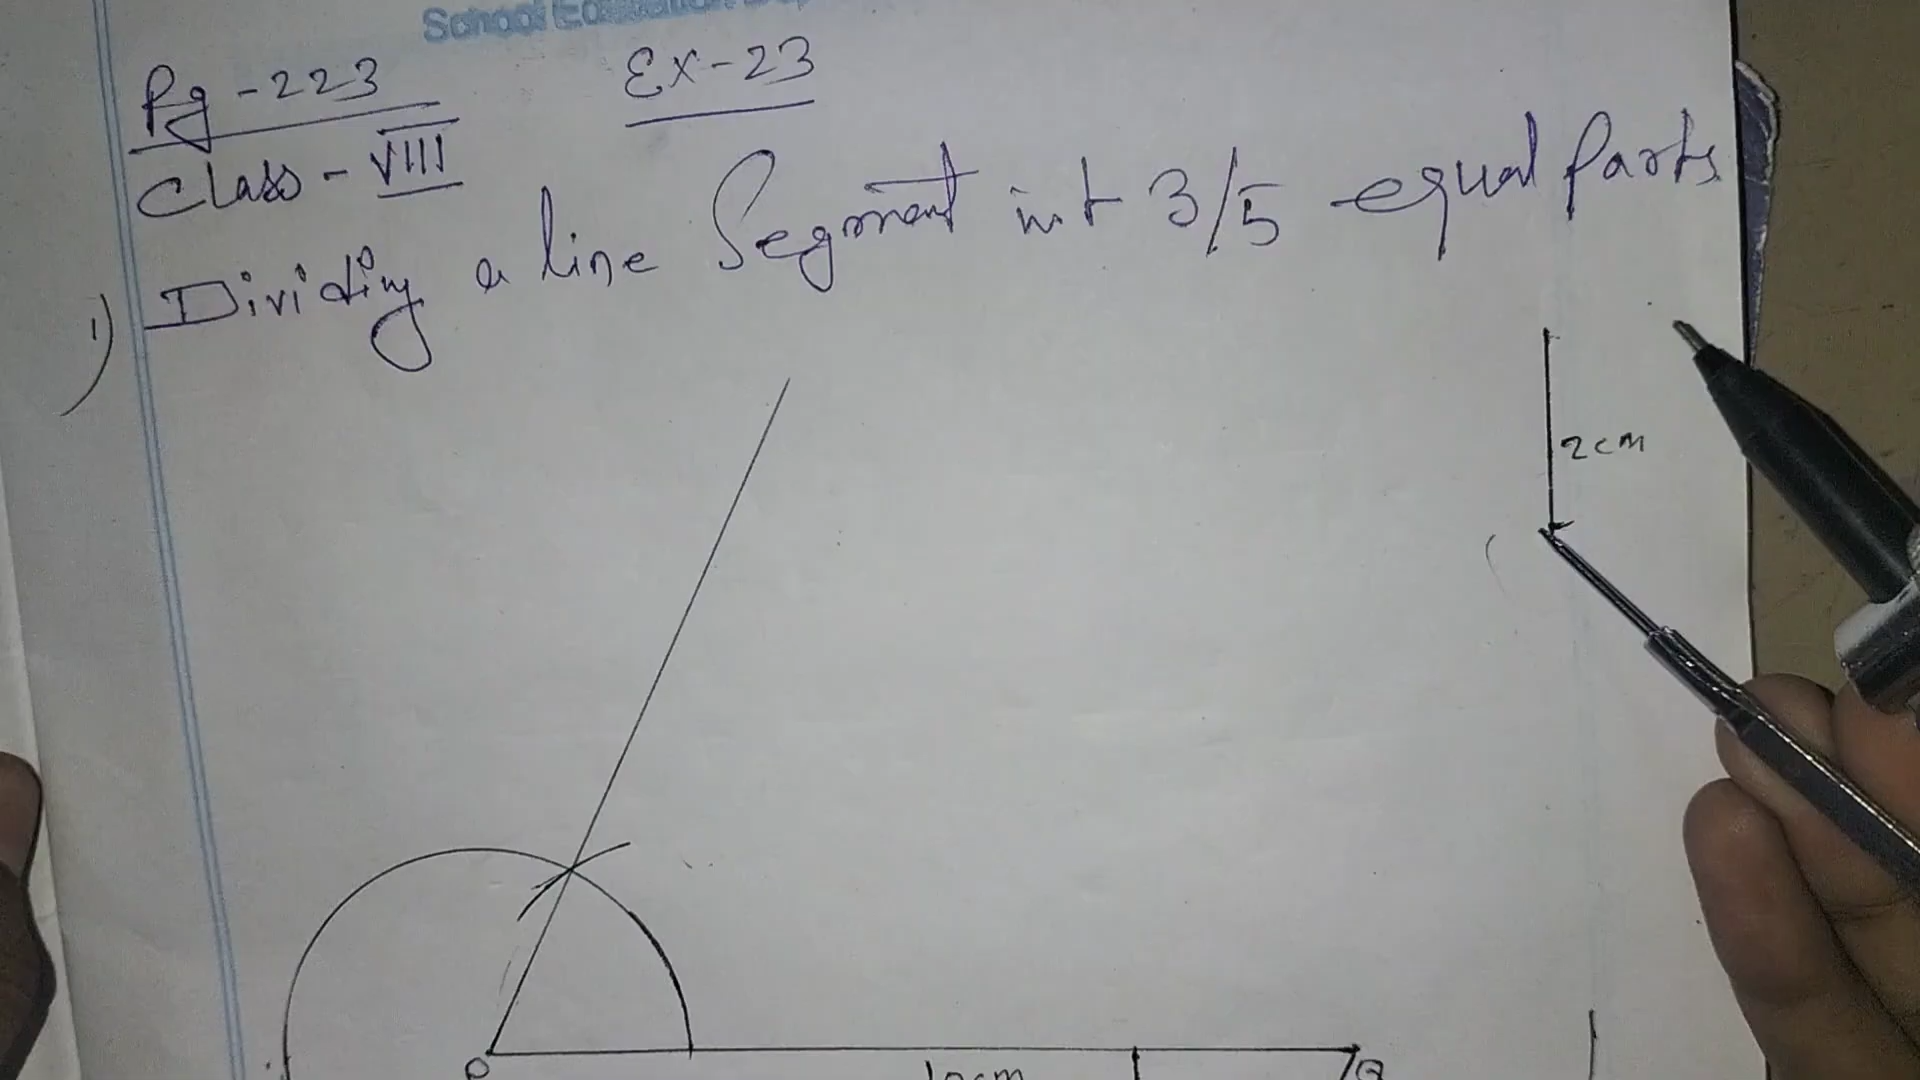 School Education
Pg-223
Ex-23
Class-VIII
1) Dividing a line Segment int 3/5 equal Parts
2cm
P
10cm
Q